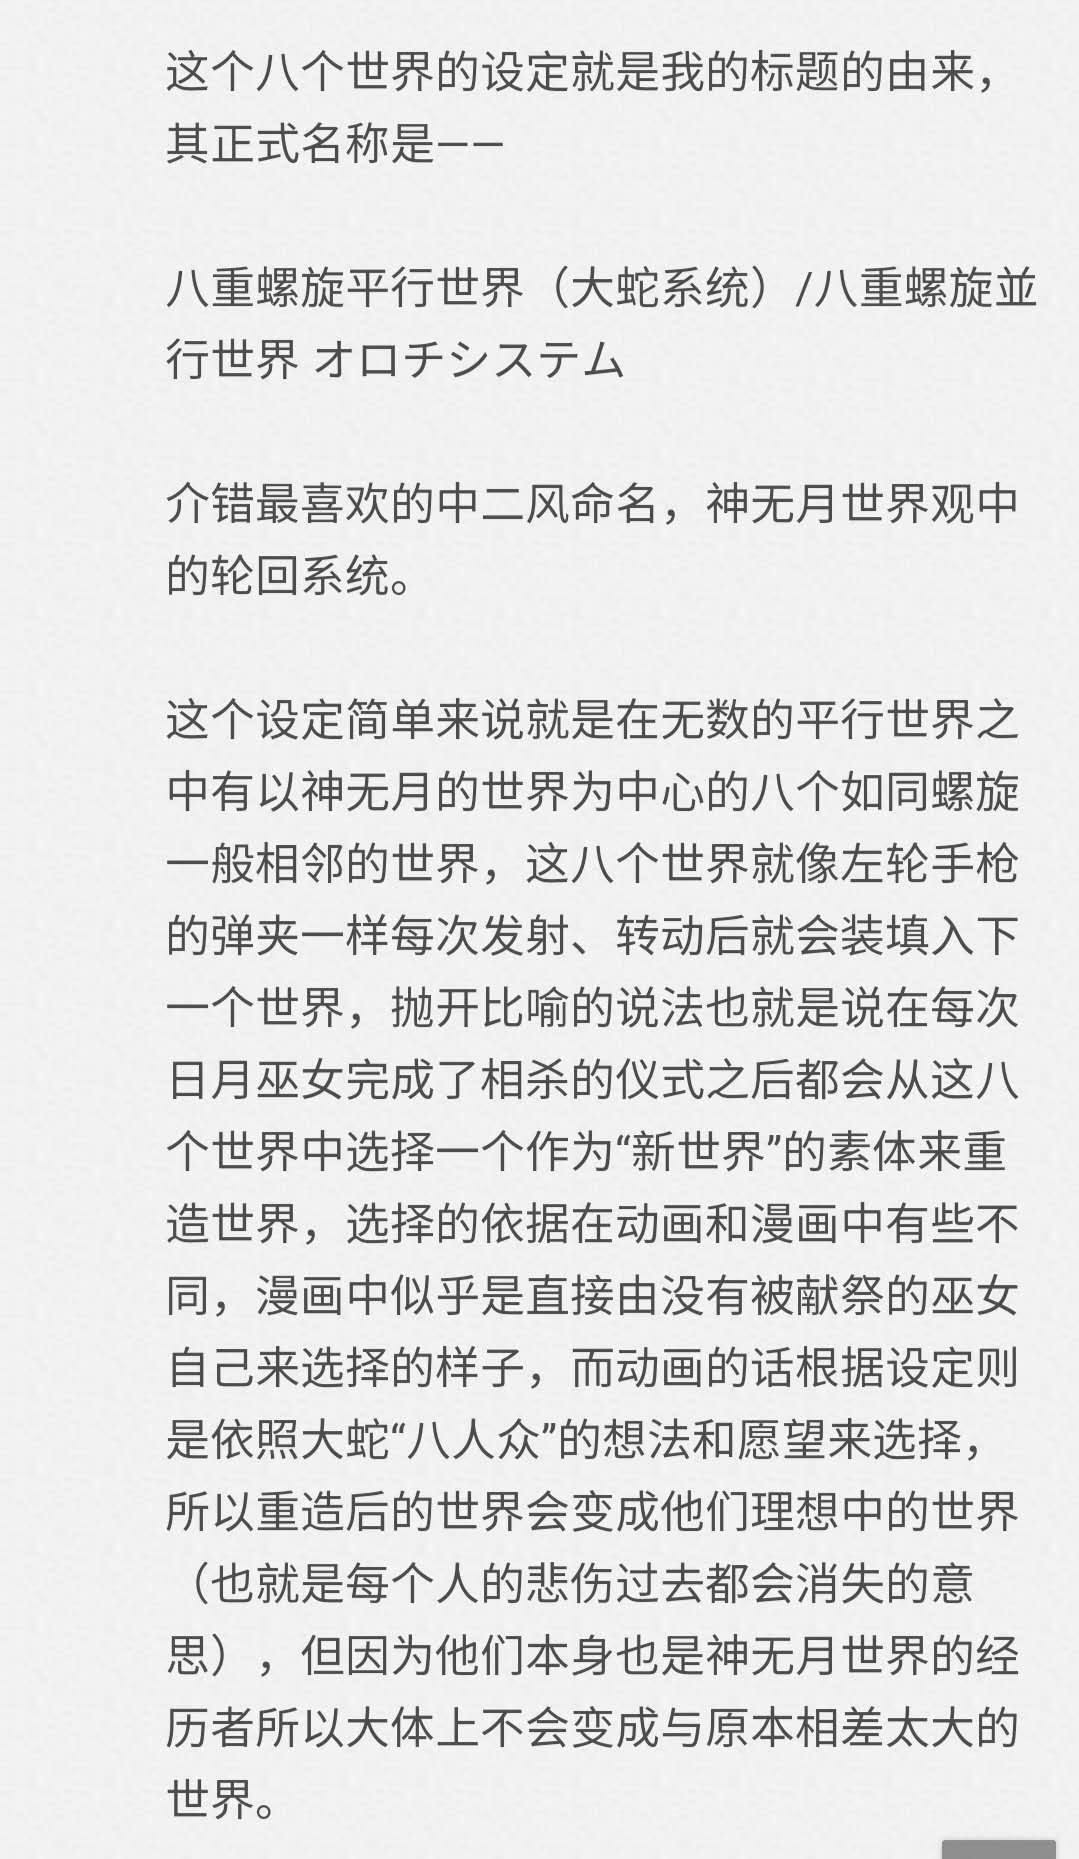 这个八个世界的设定就是我的标题的由来，
其正式名称是——
八重螺旋平行世界（大蛇系统）/八重螺旋並
行世界 オロチシステム
介错最喜欢的中二风命名，神无月世界观中
的轮回系统。
这个设定简单来说就是在无数的平行世界之
中有以神无月的世界为中心的八个如同螺旋
一般相邻的世界，这八个世界就像左轮手枪
的弹夹一样每次发射、转动后就会装填入下
一个世界，抛开比喻的说法也就是说在每次
日月巫女完成了相杀的仪式之后都会从这八
个世界中选择一个作为“新世界”的素体来重
造世界，选择的依据在动画和漫画中有些不
同，漫画中似乎是直接由没有被献祭的巫女
自己来选择的样子，而动画的话根据设定则
是依照大蛇“八人众”的想法和愿望来选择，
所以重造后的世界会变成他们理想中的世界
（也就是每个人的悲伤过去都会消失的意
思），但因为他们本身也是神无月世界的经
历者所以大体上不会变成与原本相差太大的
世界。